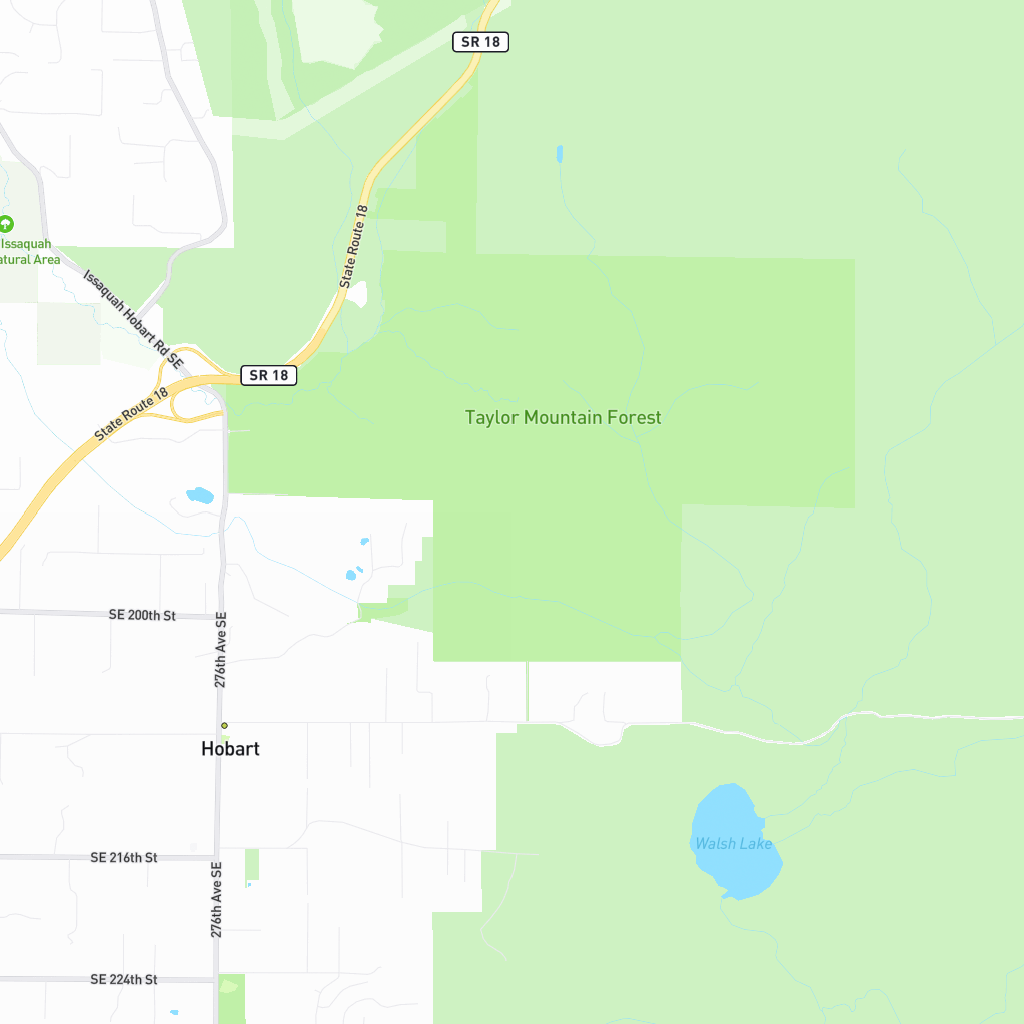 SR 18
State Route 18
Issaquah
atural Area
Issaquah Hobart Rd SE
SR 18
State Route 18
Taylor Mountain Forest
SE 200th St
276th Ave SE
Hobart
Walsh Lake
SE 216th St
276th Ave SE
SE 224th St